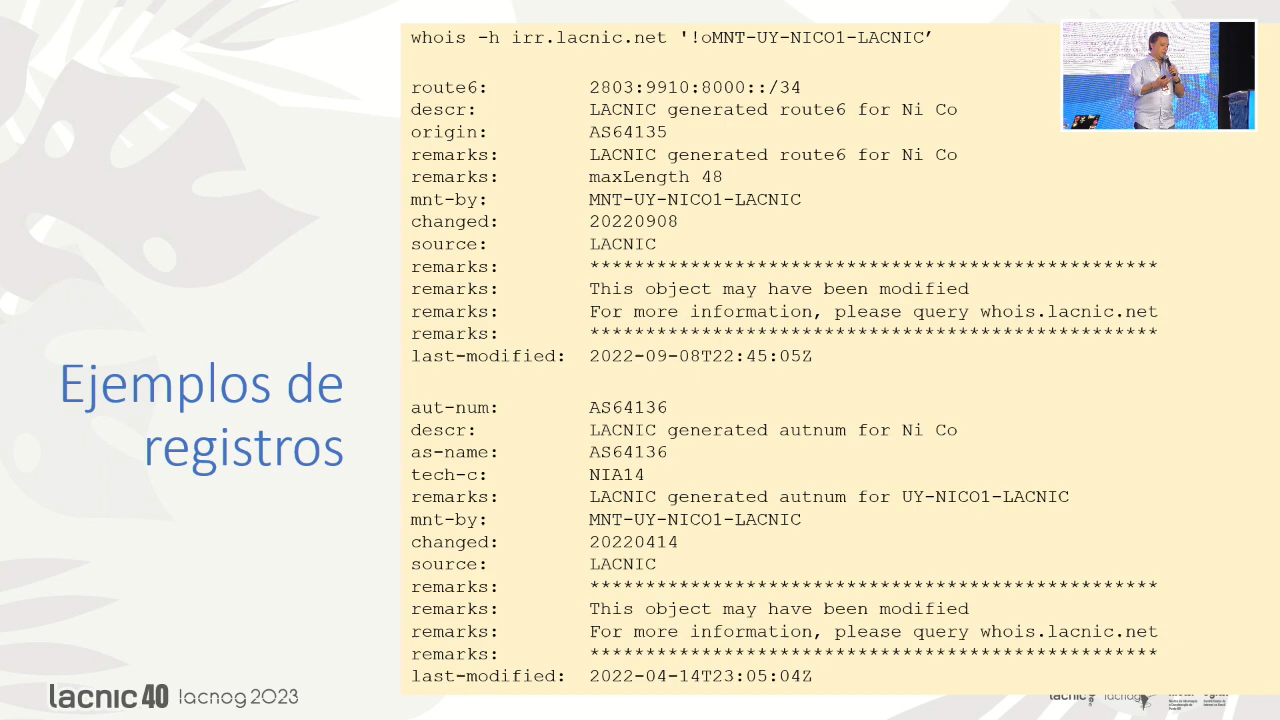 Ejemplos de
registros
whois -h irr.lacnic.net '!oMNT-UY-NICO1-LACNIC’
route6: 2803:9910:8000::/34
descr: LACNIC generated route6 for Ni Co
origin: AS64135
remarks: LACNIC generated route6 for Ni Co
remarks: maxLength 48
mnt-by: MNT-UY-NICO1-LACNIC
changed: 20220908
source: LACNIC
remarks: ***************************************************
remarks: This object may have been modified
remarks: For more information, please query whois.lacnic.net
remarks: ***************************************************
last-modified: 2022-09-08T22:45:05Z
aut-num: AS64136
descr: LACNIC generated autnum for Ni Co
as-name: AS64136
tech-c: NIA14
remarks: LACNIC generated autnum for UY-NICO1-LACNIC
mnt-by: MNT-UY-NICO1-LACNIC
changed: 20220414
source: LACNIC
remarks: ***************************************************
remarks: This object may have been modified
remarks: For more information, please query whois.lacnic.net
remarks: ***************************************************
last-modified: 2022-04-14T23:05:04Z
lacnic 40 lacnog 2023
lacnic lacnog